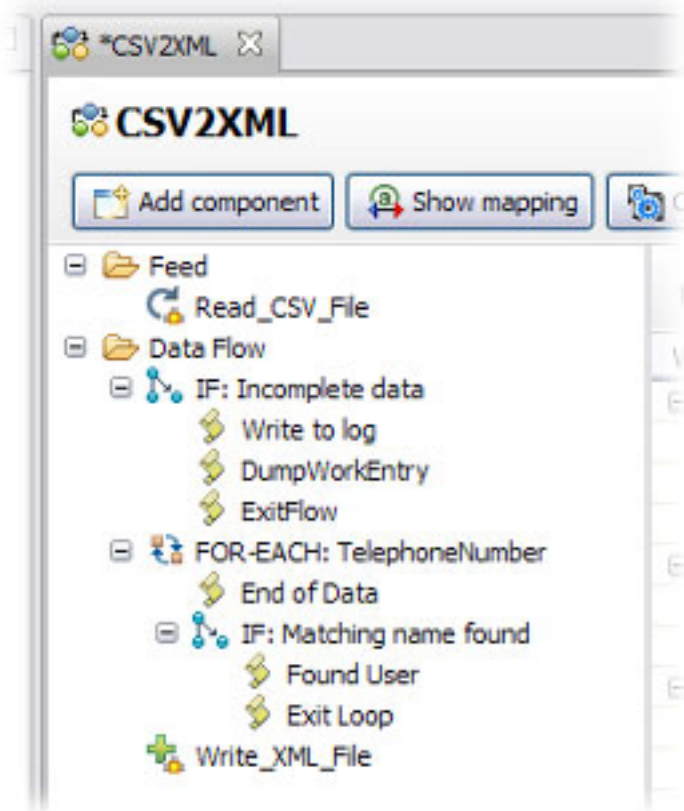 *CSV2XML
CSV2XML
Add component Show mapping
Feed
Read_CSV_File
Data Flow
IF: Incomplete data
Write to log
DumpWorkEntry
ExitFlow
FOR-EACH: TelephoneNumber
End of Data
IF: Matching name found
Found User
Exit Loop
Write_XML_File